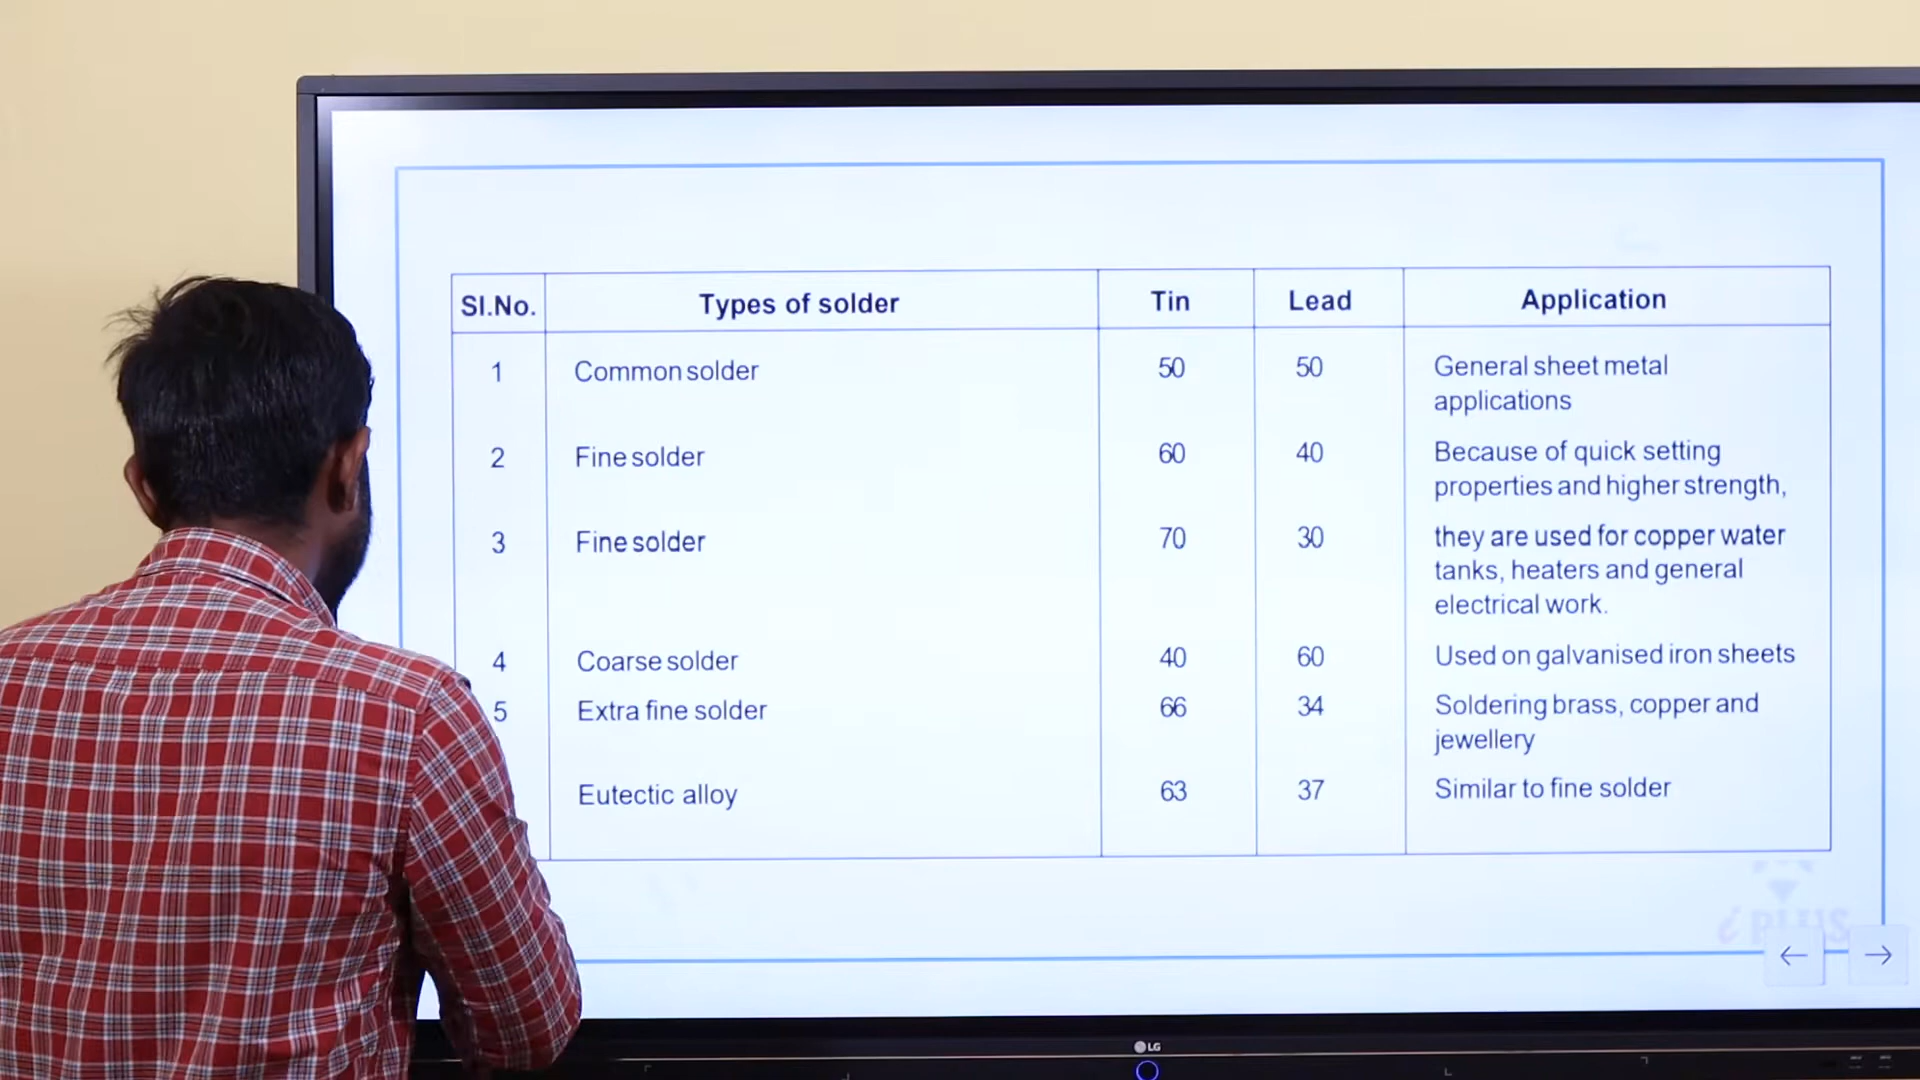 Sl.No. Types of solder Tin Lead Application
1 Common solder 50 50 General sheet metal
applications
2 Fine solder 60 40 Because of quick setting
properties and higher strength,
3 Fine solder 70 30 they are used for copper water
tanks, heaters and general
electrical work.
4 Coarse solder 40 60 Used on galvanised iron sheets
5 Extra fine solder 66 34 Soldering brass, copper and
jewellery
Eutectic alloy 63 37 Similar to fine solder
i PLUS
LG